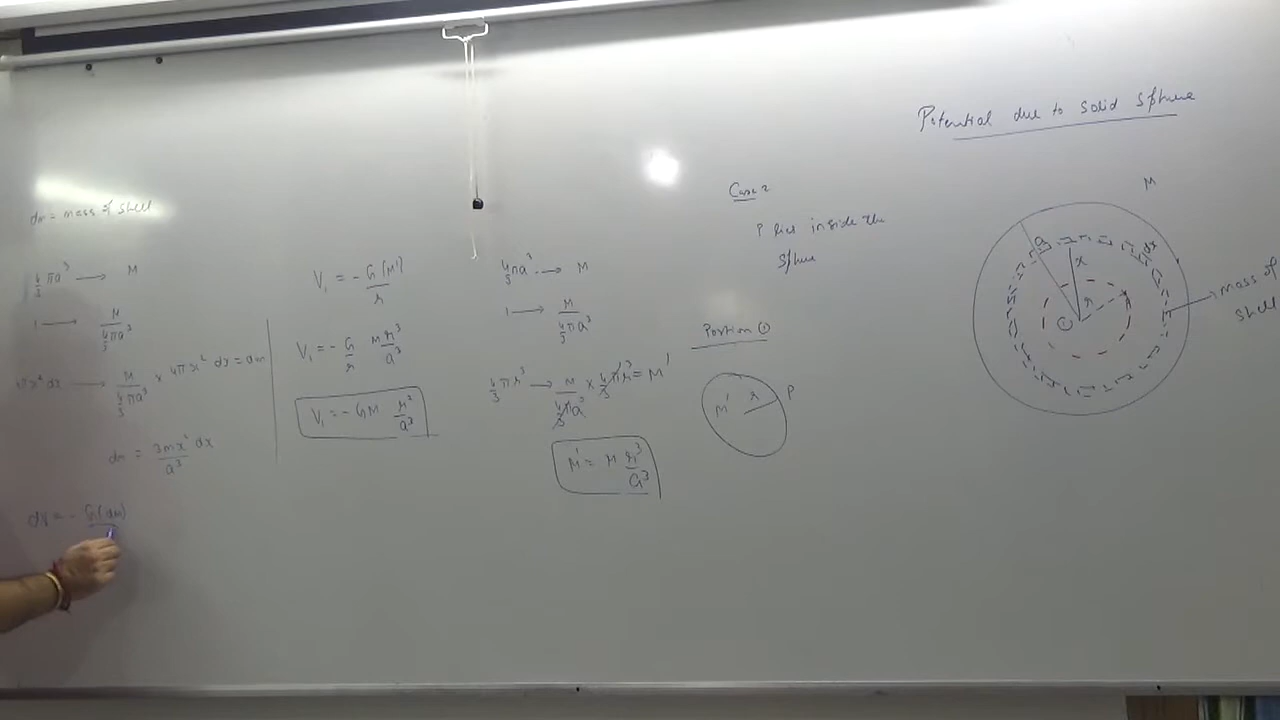 Potential due to solid sphere
M
a
x
dx
r
1
mass of
shell
Case 2
P lies inside the
sphere
Portion ①
M' r P
4/3 πa³ → M
1 → M / 4/3 πa³
4/3 πr³ → M / 4/3 πa³ × 4/3 πr³ = M'
M' = M r³/a³
V₁ = - G(M')/r
V₁ = - G/r M r³/a³
V₁ = - GM r²/a³
dm = mass of shell
4/3 πa³ → M
1 → M / 4/3 πa³
4πx² dx → M / 4/3 πa³ × 4πx² dx = dm
dm = 3mx² dx / a³
dV = - G(dm)